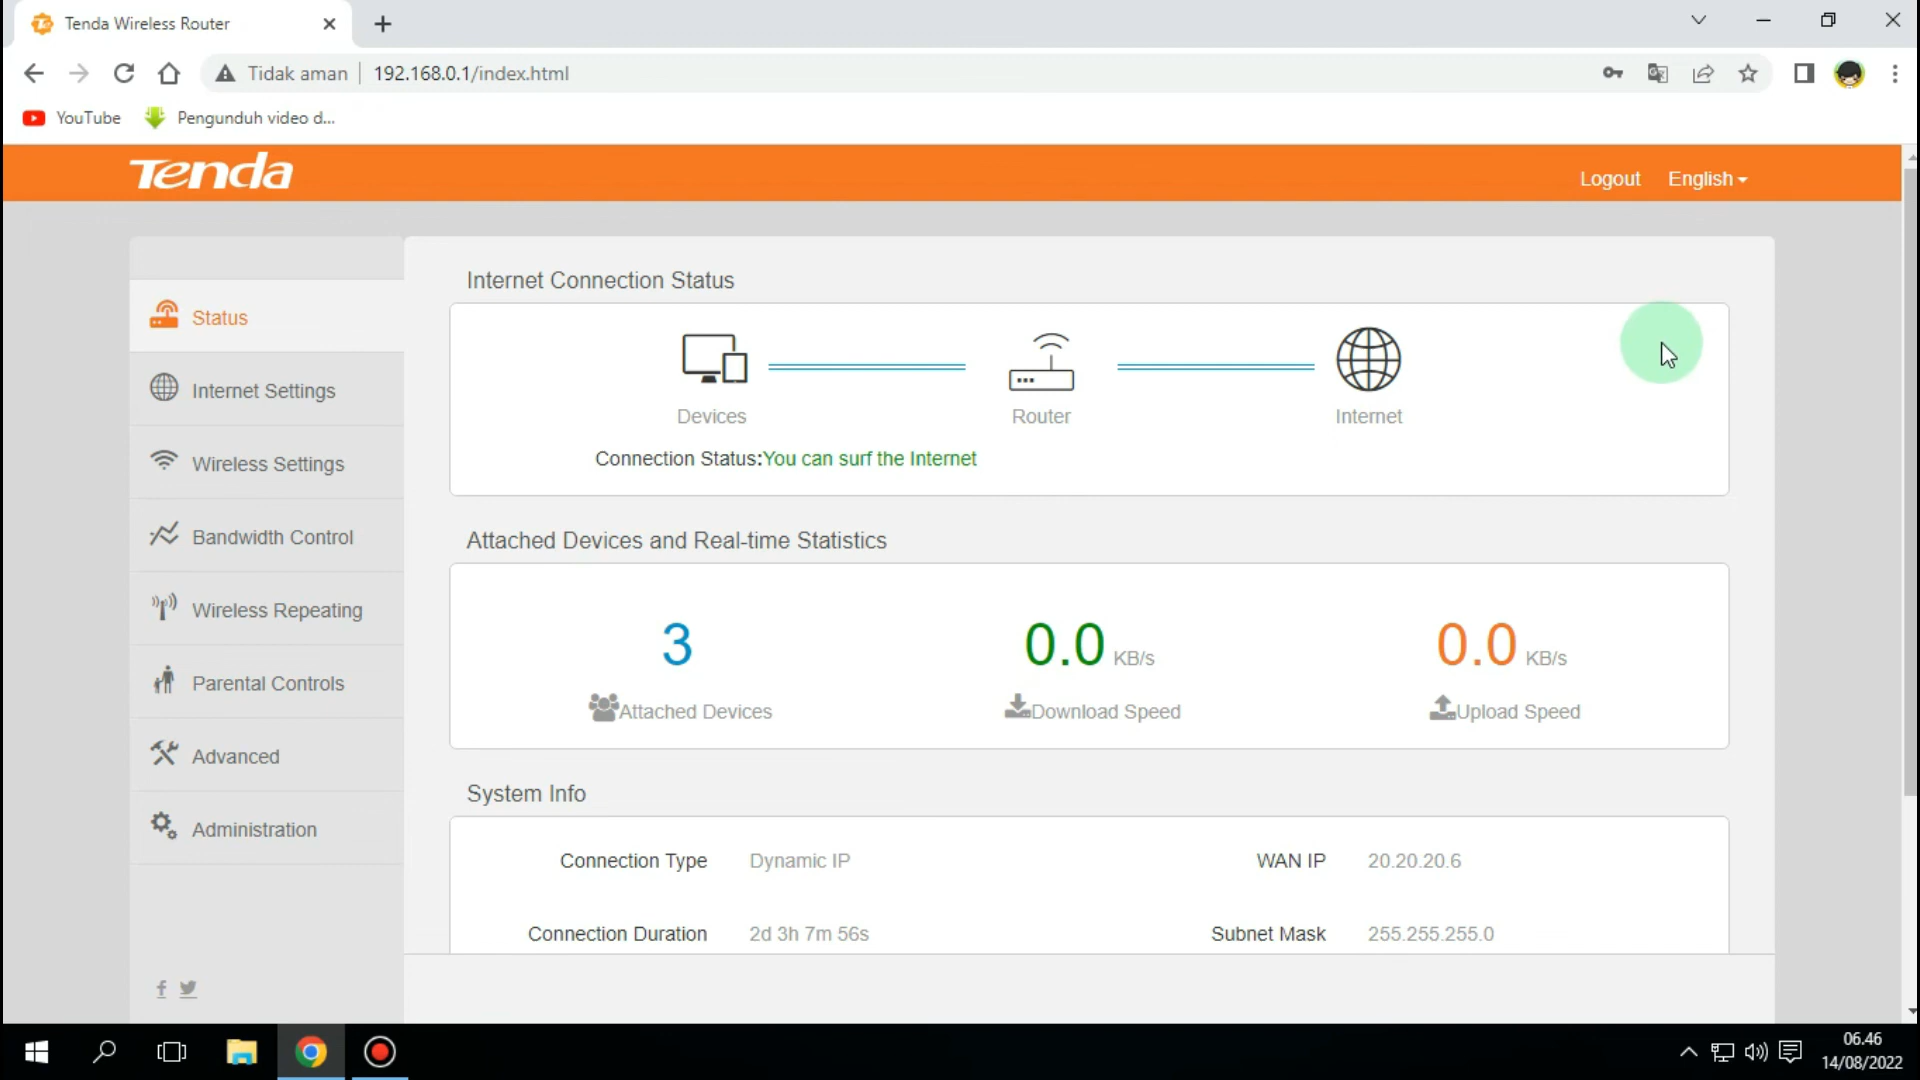 Tenda Wireless Router
Tidak aman
192.168.0.1/index.html
YouTube
Pengunduh video d...
Tenda
Logout
English
Status
Internet Settings
Wireless Settings
Bandwidth Control
Wireless Repeating
Parental Controls
Advanced
Administration
Internet Connection Status
Devices
Router
Internet
Connection Status:You can surf the Internet
Attached Devices and Real-time Statistics
3
Attached Devices
0.0 KB/s
Download Speed
0.0 KB/s
Upload Speed
System Info
Connection Type Dynamic IP
WAN IP 20.20.20.6
Connection Duration 2d 3h 7m 56s
Subnet Mask 255.255.255.0
06.46
14/08/2022